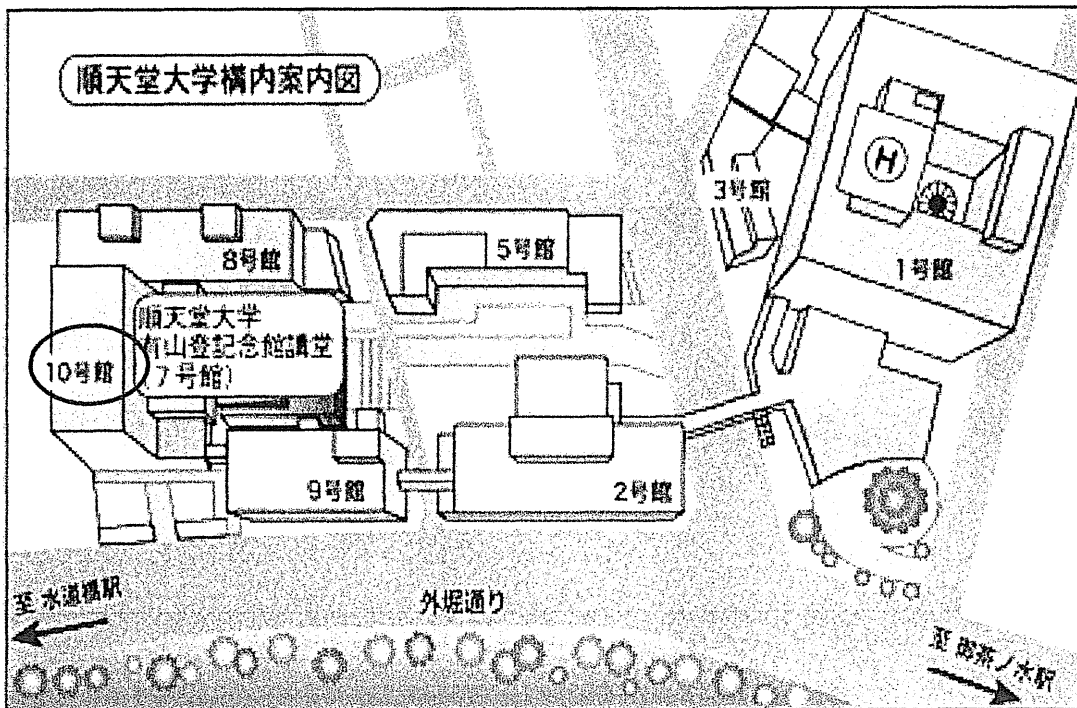 順天堂大学構内案内図
3号館
H
1号館
8号館
5号館
順天堂大学
有山登記念館講堂
(7号館)
10号館
9号館
2号館
至 水道橋駅
外堀通り
至 御茶ノ水駅